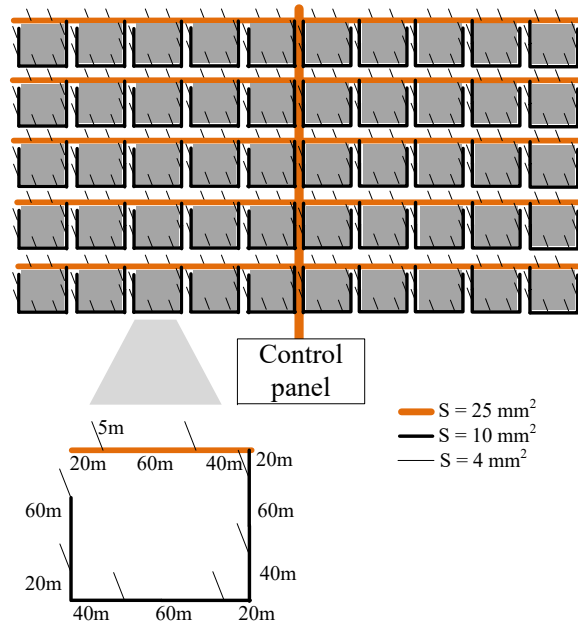 Control
panel
S = 25 mm²
S = 10 mm²
S = 4 mm²
5m
20m 60m 40m 20m
60m 60m
20m 40m
40m 60m 20m